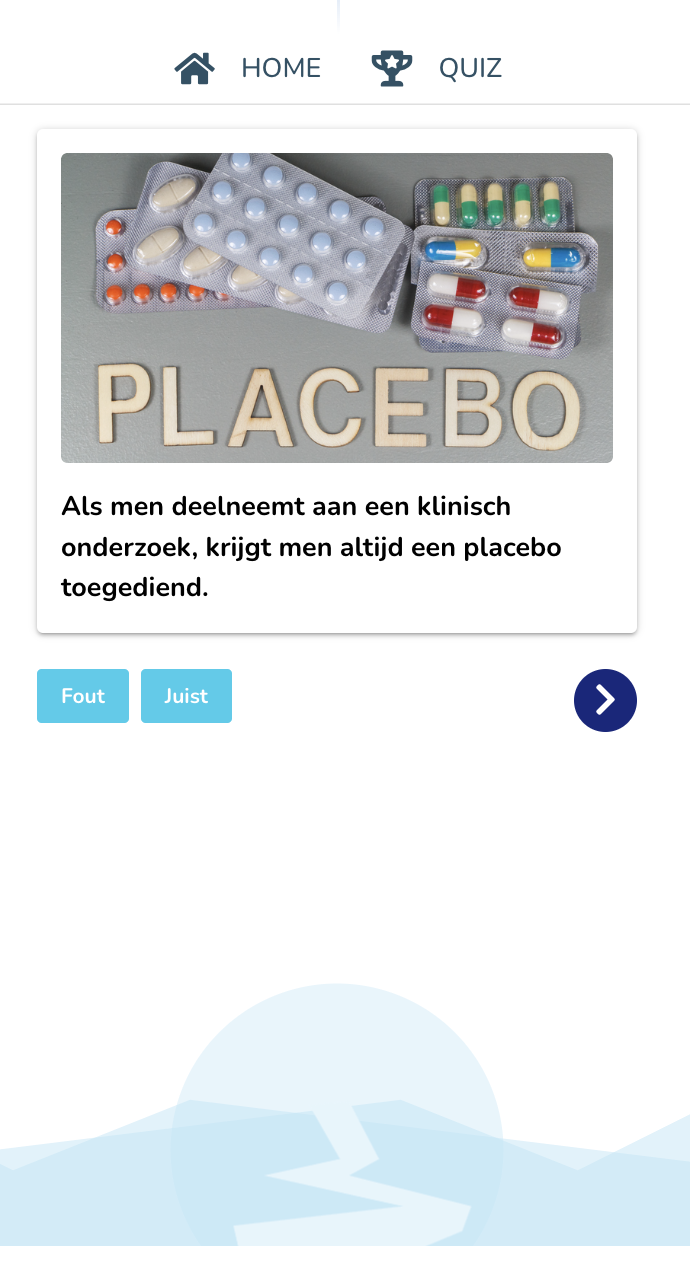 HOME QUIZ
PLACEBO
Als men deelneemt aan een klinisch
onderzoek, krijgt men altijd een placebo
toegediend.
Fout Juist